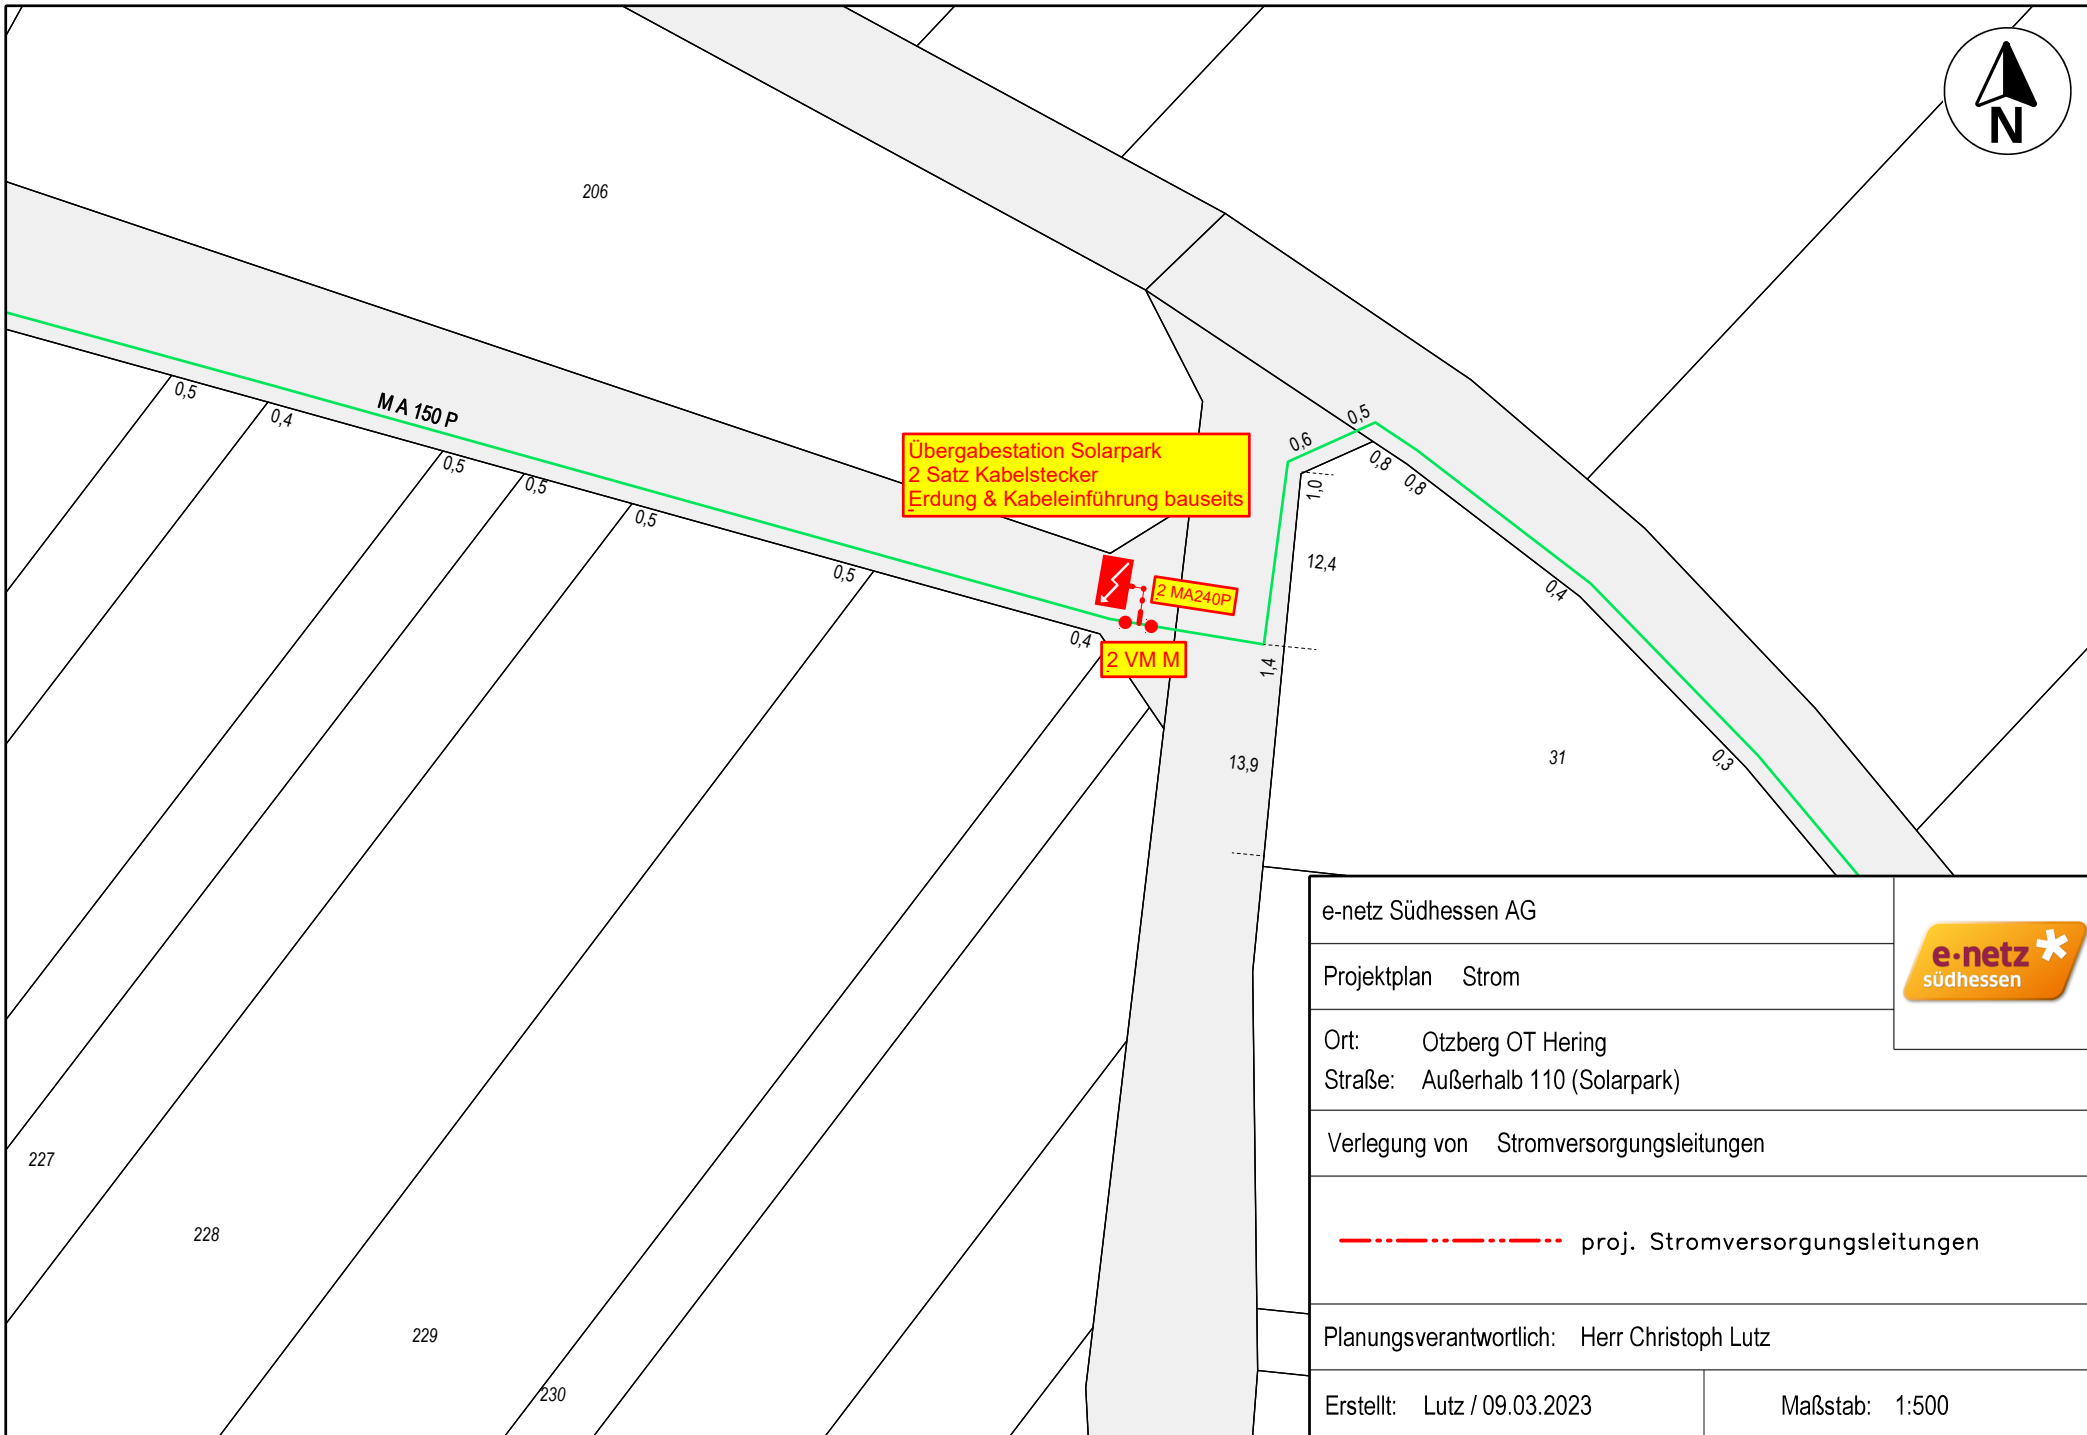 N
206
0,5
0,4
M A 150 P
0,5
0,5
0,5
0,5
0,4
Übergabestation Solarpark
2 Satz Kabelstecker
Erdung & Kabeleinführung bauseits
2 MA240P
2 VM M
0,6
0,5
0,8
0,8
1,0
12,4
0,4
1,4
13,9
31
0,3
227
228
229
230
e-netz Südhessen AG
e·netz
südhessen
Projektplan Strom
Ort: Otzberg OT Hering
Straße: Außerhalb 110 (Solarpark)
Verlegung von Stromversorgungsleitungen
proj. Stromversorgungsleitungen
Planungsverantwortlich: Herr Christoph Lutz
Erstellt: Lutz / 09.03.2023 Maßstab: 1:500